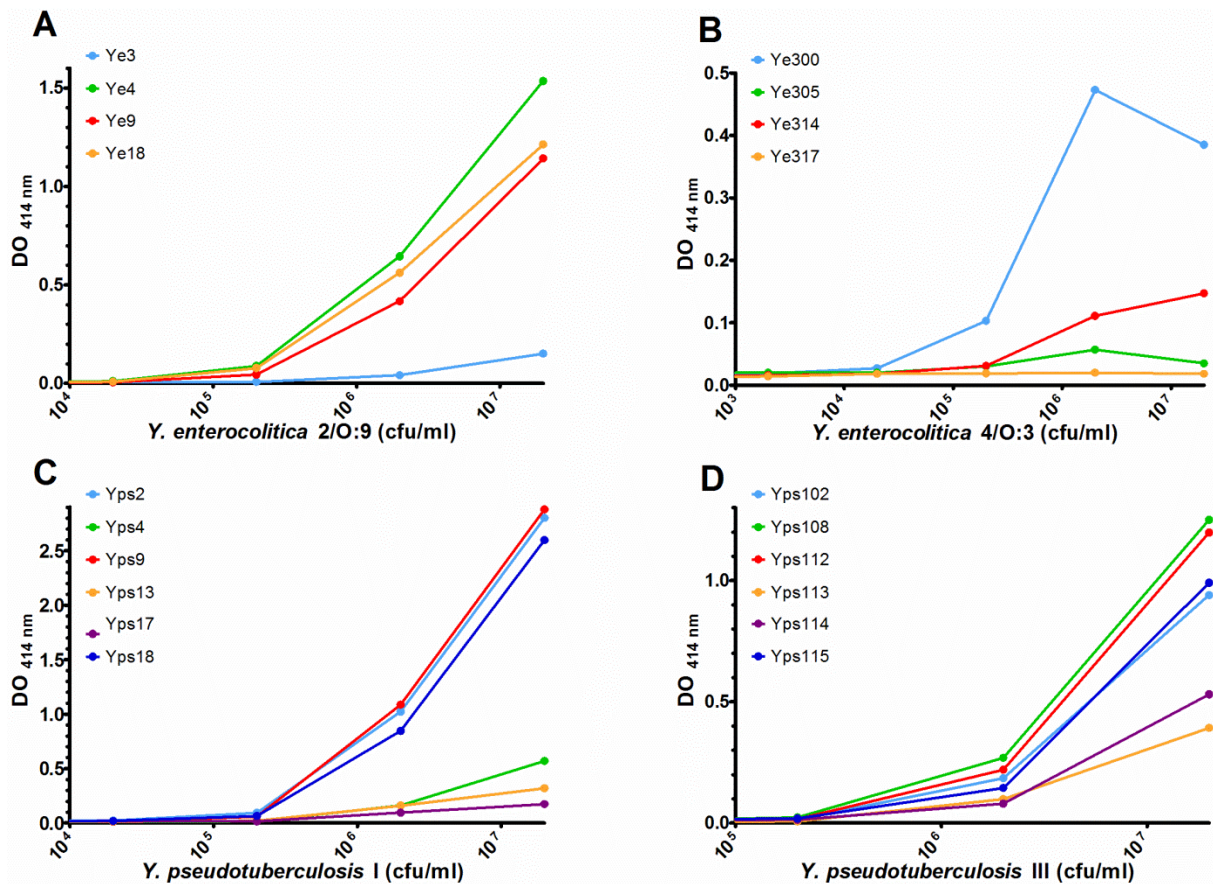 A
Ye3
Ye4
Ye9
Ye18
1.5
1.0
0.5
0.0
DO 414 nm
10^4
10^5
10^6
10^7
Y. enterocolitica 2/O:9 (cfu/ml)
B
Ye300
Ye305
Ye314
Ye317
0.5
0.4
0.3
0.2
0.1
0.0
DO 414 nm
10^3
10^4
10^5
10^6
10^7
Y. enterocolitica 4/O:3 (cfu/ml)
C
Yps2
Yps4
Yps9
Yps13
Yps17
Yps18
2.5
2.0
1.5
1.0
0.5
0.0
DO 414 nm
10^4
10^5
10^6
10^7
Y. pseudotuberculosis I (cfu/ml)
D
Yps102
Yps108
Yps112
Yps113
Yps114
Yps115
1.0
0.5
0.0
DO 414 nm
10^5
10^6
10^7
Y. pseudotuberculosis III (cfu/ml)